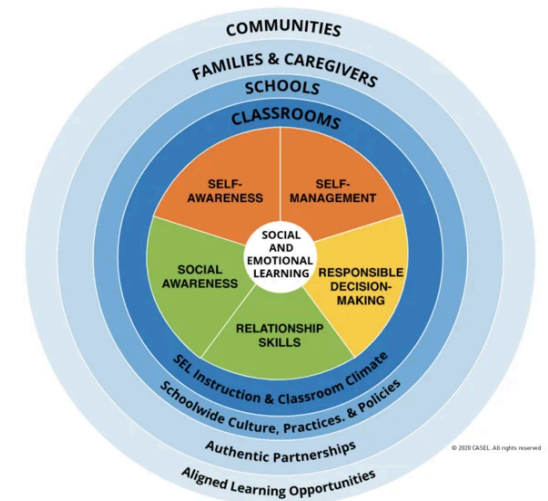 COMMUNITIES
FAMILIES & CAREGIVERS
SCHOOLS
CLASSROOMS
SELF-
AWARENESS
SELF-
MANAGEMENT
SOCIAL
AND
EMOTIONAL
LEARNING
SOCIAL
AWARENESS
RESPONSIBLE
DECISION-
MAKING
RELATIONSHIP
SKILLS
SEL Instruction & Classroom Climate
Schoolwide Culture, Practices. & Policies
Authentic Partnerships
Aligned Learning Opportunities
© 2020 CASEL. All rights reserved